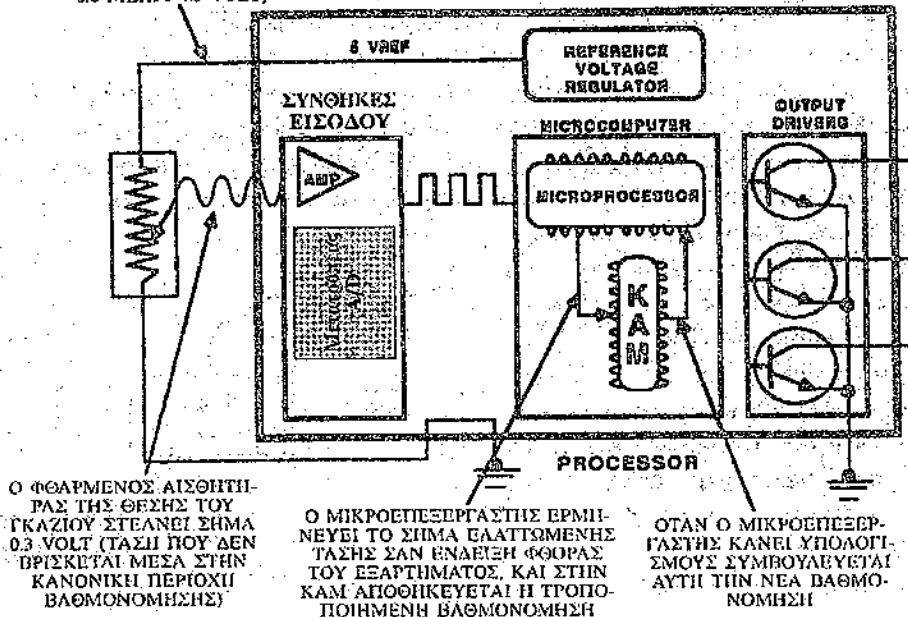 5 VREF
REFERENCE
VOLTAGE
REGULATOR
ΣΥΝΘΗΚΕΣ
ΕΙΣΟΔΟΥ
MICROCOMPUTER
OUTPUT
DRIVERS
AMP
MICROPROCESSOR
A/D
KAM
PROCESSOR
Ο ΦΘΑΡΜΕΝΟΣ ΑΙΣΘΗΤΗ-
ΡΑΣ ΤΗΣ ΘΕΣΗΣ ΤΟΥ
ΓΚΑΖΙΟΥ ΣΤΕΛΝΕΙ ΣΗΜΑ
0.3 VOLT (ΤΑΣΗ ΠΟΥ ΔΕΝ
ΒΡΙΣΚΕΤΑΙ ΜΕΣΑ ΣΤΗΝ
ΚΑΝΟΝΙΚΗ ΠΕΡΙΟΧΗ
ΒΑΘΜΟΝΟΜΗΣΗΣ)
Ο ΜΙΚΡΟΕΠΕΞΕΡΓΑΣΤΗΣ ΕΡΜΗ-
ΝΕΥΕΙ ΤΟ ΣΗΜΑ ΕΛΑΤΤΩΜΕΝΗΣ
ΤΑΣΗΣ ΣΑΝ ΕΝΔΕΙΞΗ ΦΘΟΡΑΣ
ΤΟΥ ΕΞΑΡΤΗΜΑΤΟΣ, ΚΑΙ ΣΤΗΝ
ΚΑΜ ΑΠΟΘΗΚΕΥΕΤΑΙ Η ΤΡΟΠΟ-
ΠΟΙΗΜΕΝΗ ΒΑΘΜΟΝΟΜΗΣΗ
ΟΤΑΝ Ο ΜΙΚΡΟΕΠΕΞΕΡ-
ΓΑΣΤΗΣ ΚΑΝΕΙ ΥΠΟΛΟΓΙ-
ΣΜΟΥΣ ΣΥΜΒΟΥΛΕΥΕΤΑΙ
ΑΥΤΗ ΤΗΝ ΝΕΑ ΒΑΘΜΟ-
ΝΟΜΗΣΗ